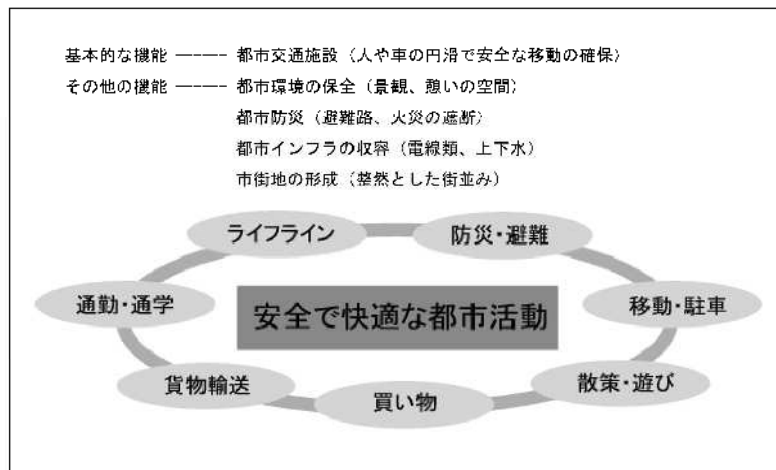 基本的な機能 ――――― 都市交通施設（人や車の円滑で安全な移動の確保）
その他の機能 ――――― 都市環境の保全（景観、憩いの空間）
都市防災（避難路、火災の遮断）
都市インフラの収容（電線類、上下水）
市街地の形成（整然とした街並み）
ライフライン
防災・避難
通勤・通学
安全で快適な都市活動
移動・駐車
貨物輸送
買い物
散策・遊び